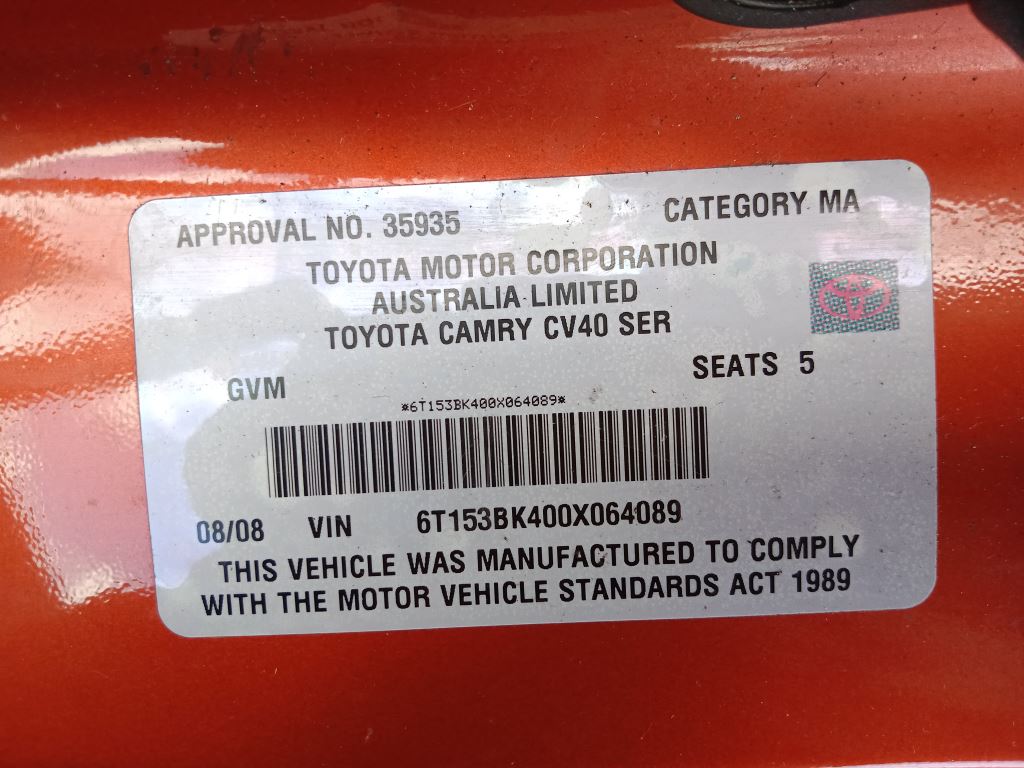 APPROVAL NO. 35935 CATEGORY MA
TOYOTA MOTOR CORPORATION
AUSTRALIA LIMITED
TOYOTA CAMRY CV40 SER
GVM SEATS 5
*6T153BK400X064089*
08/08 VIN 6T153BK400X064089
THIS VEHICLE WAS MANUFACTURED TO COMPLY
WITH THE MOTOR VEHICLE STANDARDS ACT 1989